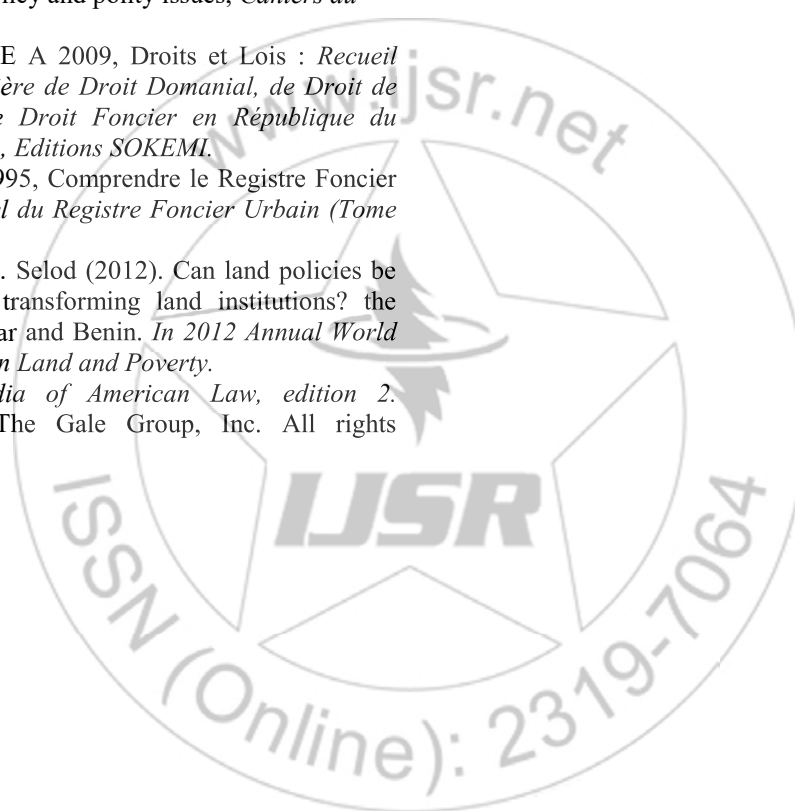 ney and polity issues, Cahiers du
E A 2009, Droits et Lois : Recueil
ière de Droit Domanial, de Droit de
e Droit Foncier en République du
, Editions SOKEMI.
995, Comprendre le Registre Foncier
el du Registre Foncier Urbain (Tome
. Selod (2012). Can land policies be
transforming land institutions? the
ar and Benin. In 2012 Annual World
n Land and Poverty.
dia of American Law, edition 2.
The Gale Group, Inc. All rights
www.ijsr.net
IJSR
ISSN (Online): 2319-7064